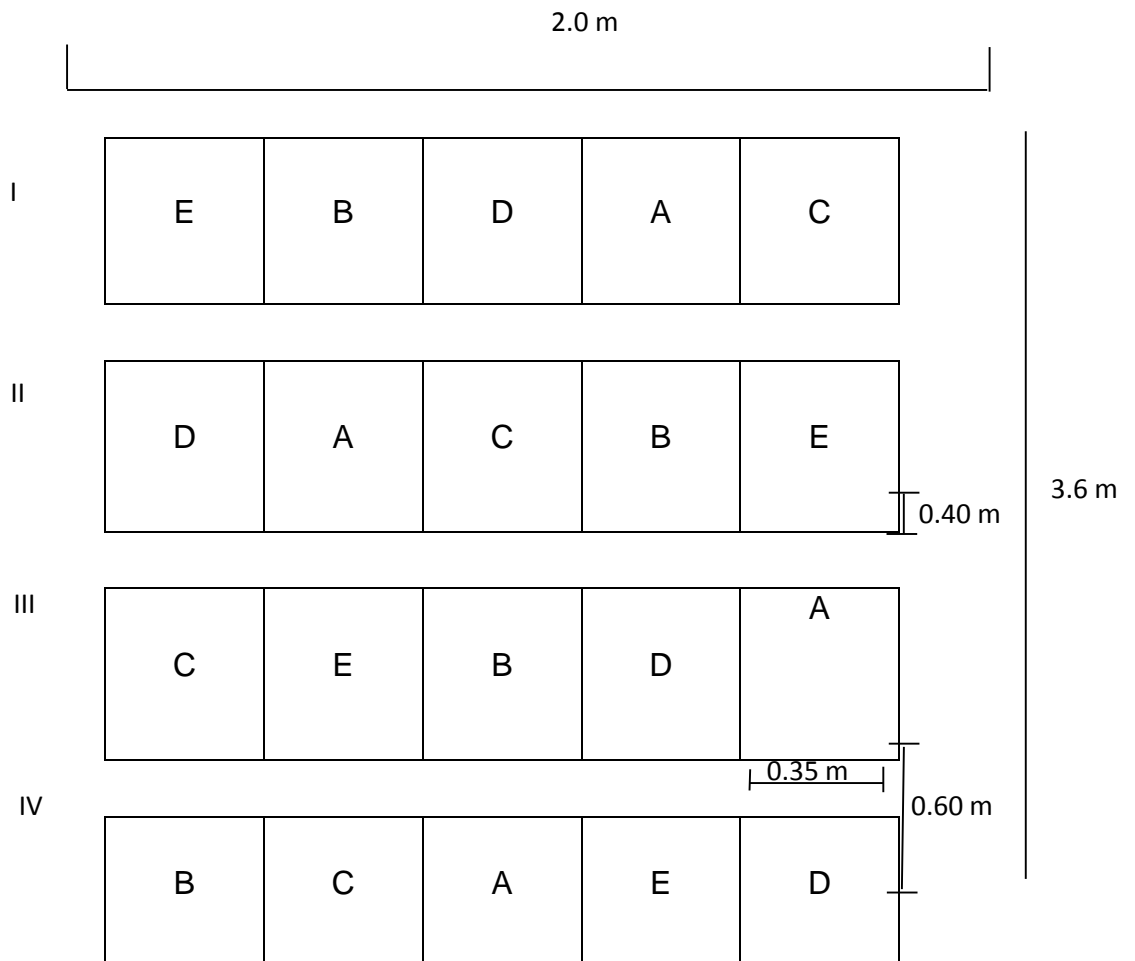 2.0 m
I
E B D A C
II
D A C B E
3.6 m
0.40 m
III
A
C E B D
0.35 m
IV
0.60 m
B C A E D